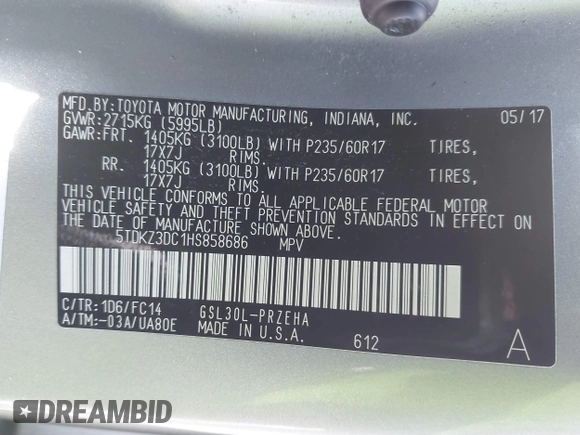 MFD.BY:TOYOTA MOTOR MANUFACTURING, INDIANA, INC. 05/17
GVWR:2715KG (5995LB)
GAWR:FRT. 1405KG (3100LB) WITH P235/60R17 TIRES,
17X7J RIMS.
RR. 1405KG (3100LB) WITH P235/60R17 TIRES,
17X7J RIMS.
THIS VEHICLE CONFORMS TO ALL APPLICABLE FEDERAL MOTOR
VEHICLE SAFETY AND THEFT PREVENTION STANDARDS IN EFFECT ON
THE DATE OF MANUFACTURE SHOWN ABOVE.
5TDKZ3DC1HS858686 MPV
C/TR:1D6/FC14 GSL30L-PRZEHA
A/TM:-03A/UA80E MADE IN U.S.A. 612 A
DREAMBID